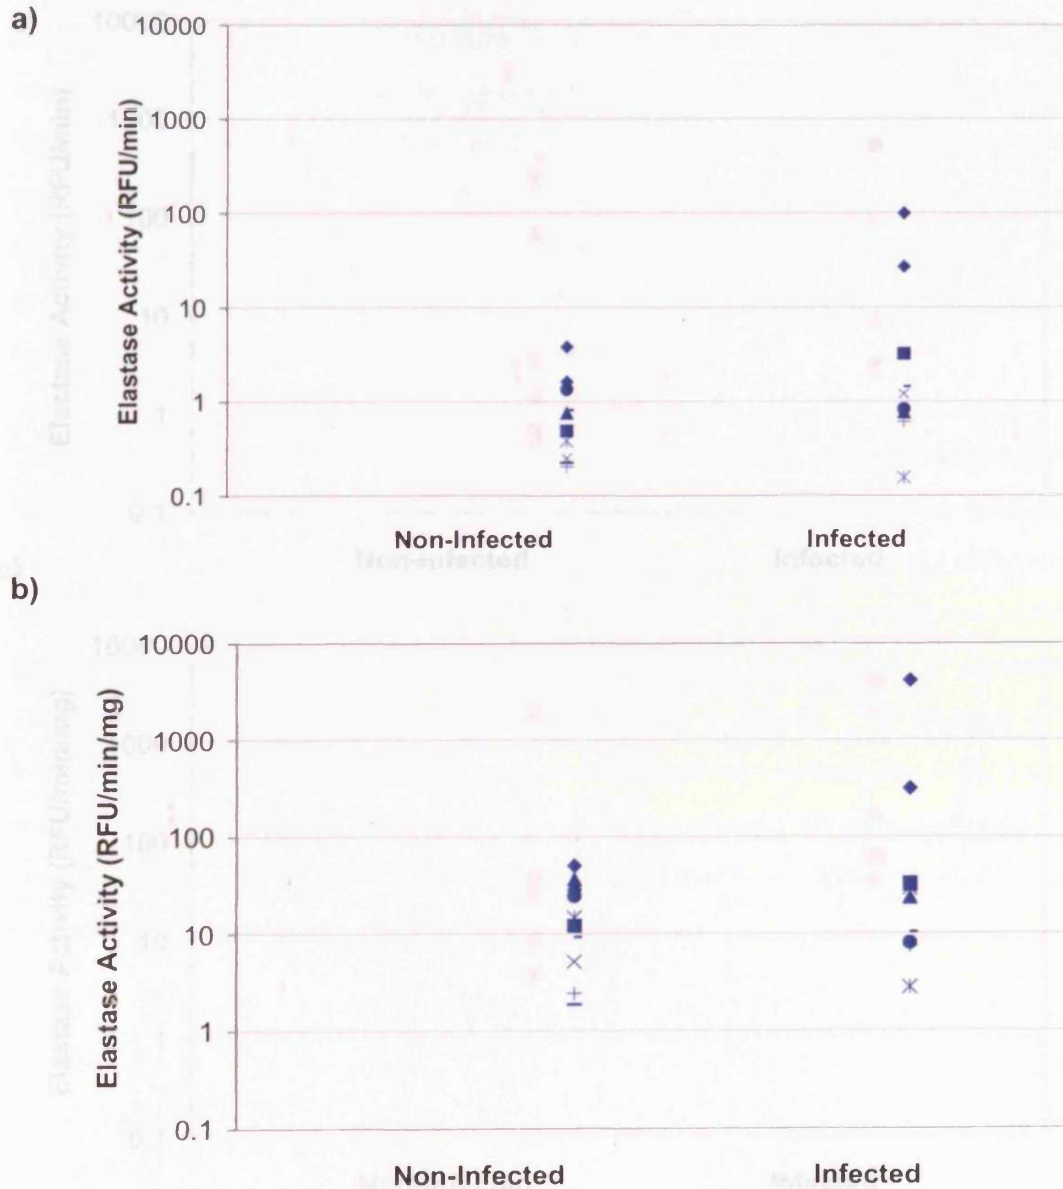 a)
Elastase Activity (RFU/min)
10000
1000
100
10
1
0.1
Non-Infected
Infected
b)
Elastase Activity (RFU/min/mg)
10000
1000
100
10
1
0.1
Non-Infected
Infected